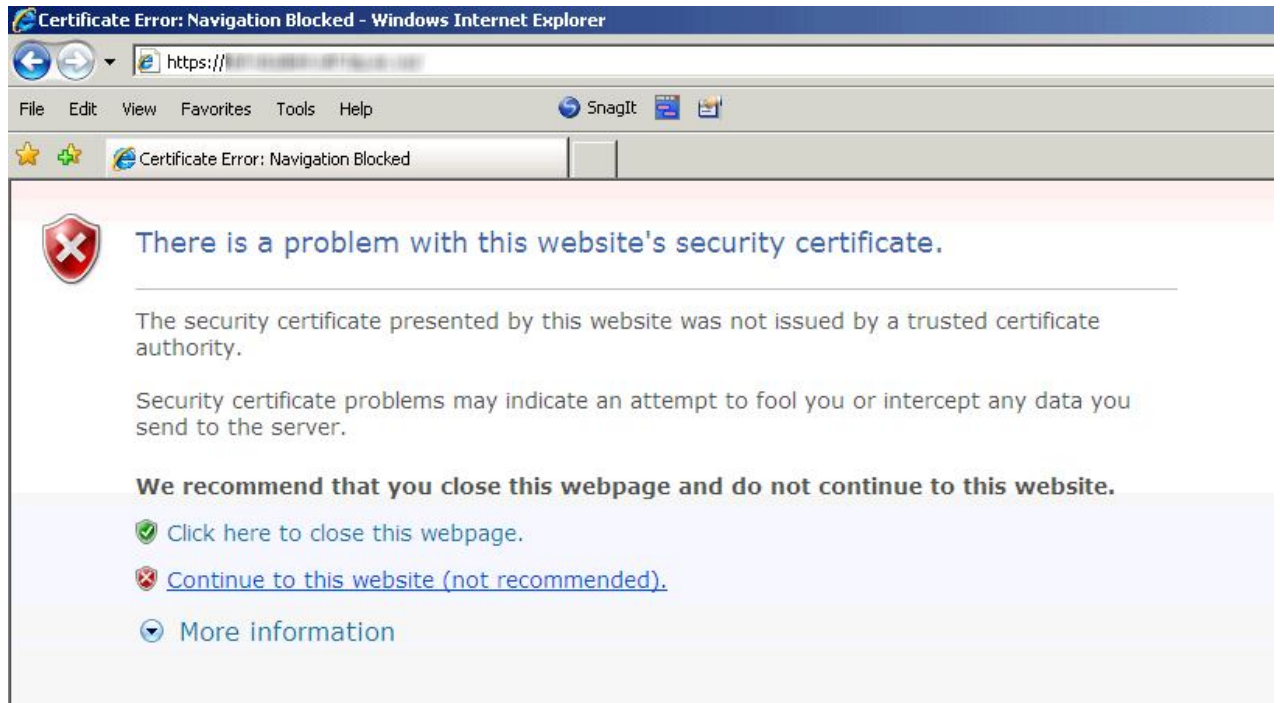 Certificate Error: Navigation Blocked - Windows Internet Explorer
https://
File Edit View Favorites Tools Help SnagIt
Certificate Error: Navigation Blocked
There is a problem with this website's security certificate.
The security certificate presented by this website was not issued by a trusted certificate
authority.
Security certificate problems may indicate an attempt to fool you or intercept any data you
send to the server.
We recommend that you close this webpage and do not continue to this website.
Click here to close this webpage.
Continue to this website (not recommended).
More information